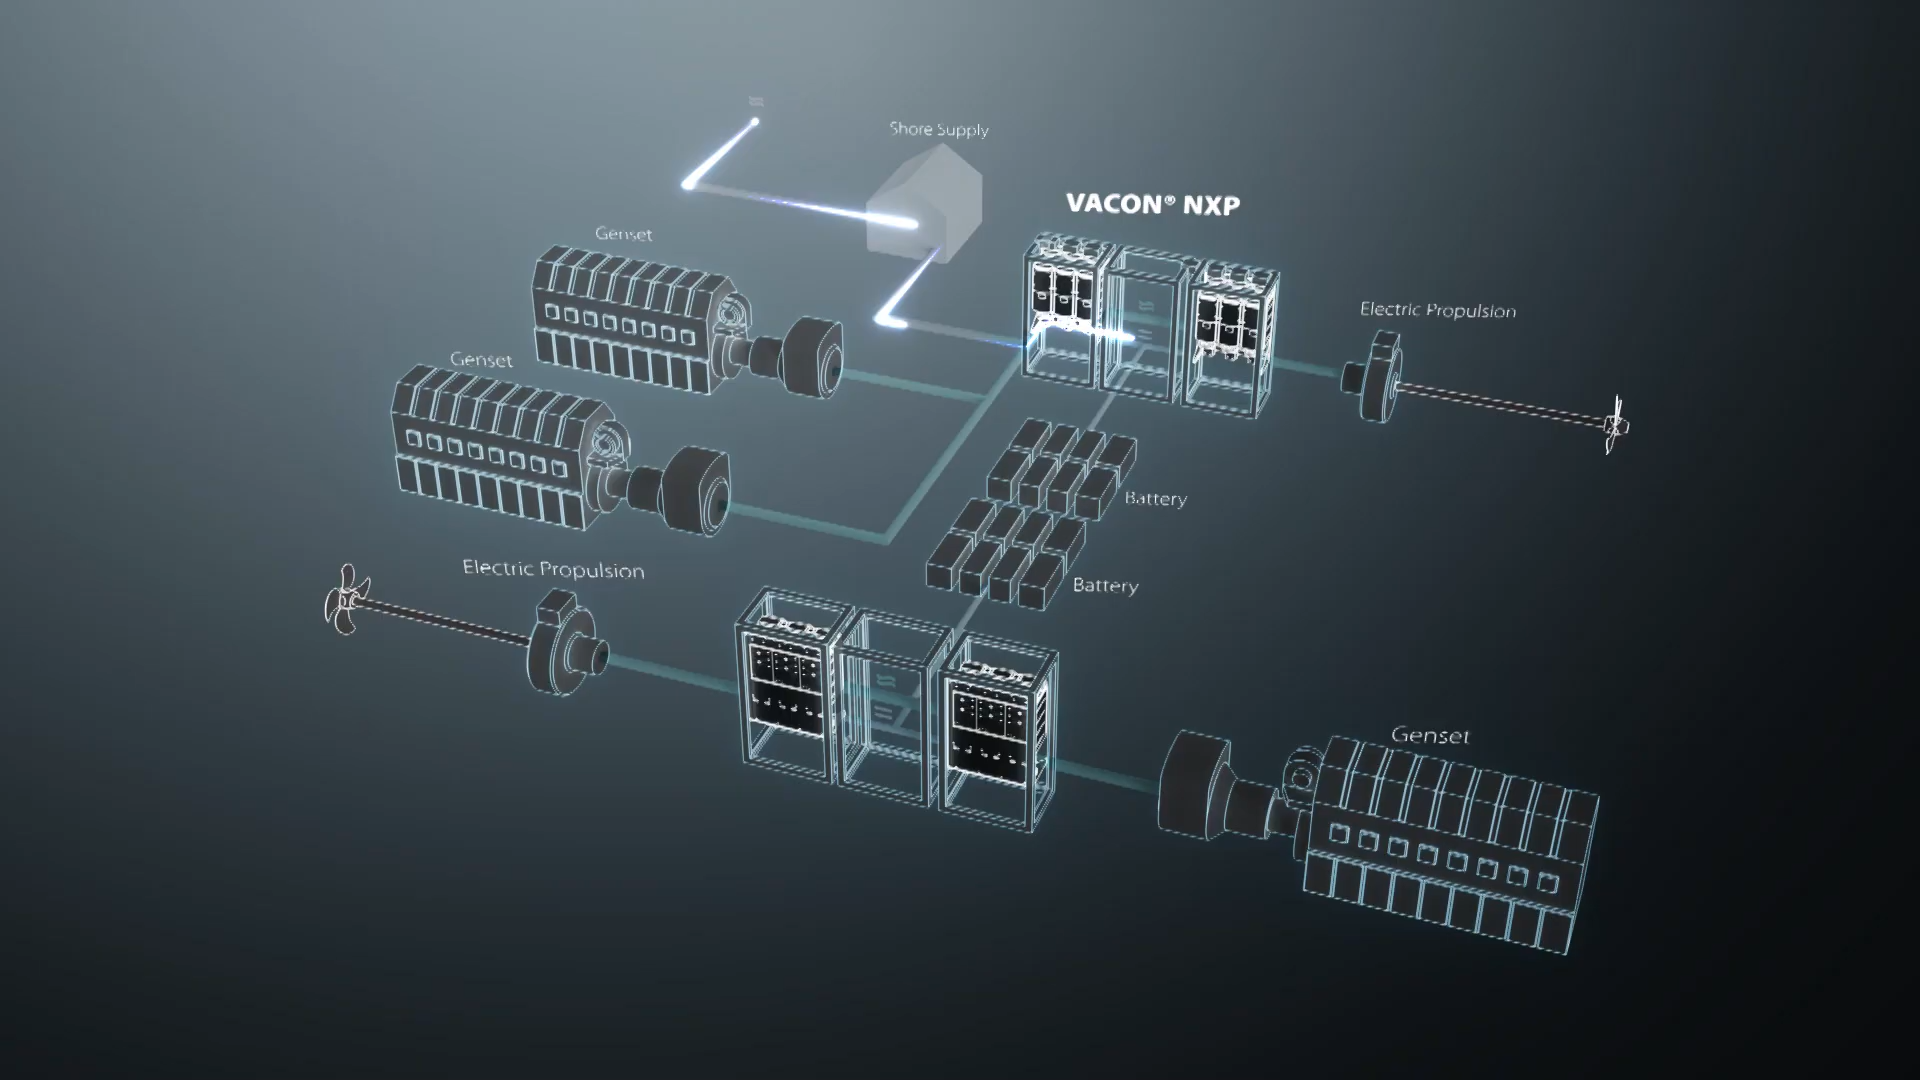 Shore Supply
VACON® NXP
Genset
Electric Propulsion
Genset
Battery
Electric Propulsion
Battery
Genset